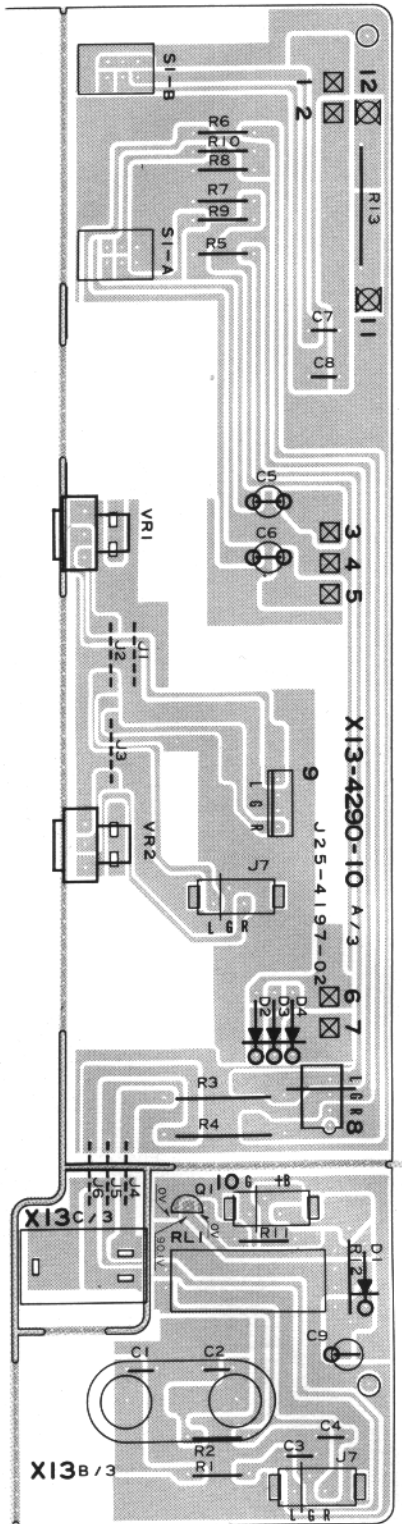 S1-B
1
2
12
R6
R10
R8
R7
R9
R5
R13
S1-A
11
C7
C8
C5
C6
3
4
5
VR1
J1
J2
J3
X13-4290-10 A/3
J25-4197-02
9
L G R
VR2
J7
L G R
6
7
D2
D3
D4
R3
R4
L G R
8
J4
J5
J6
X13 C/3
Q1
10
G +B
0V
0V
RL1
R11
D1
R12
C9
C1
C2
R2
R1
C4
C3
J7
X13 B/3
L G R